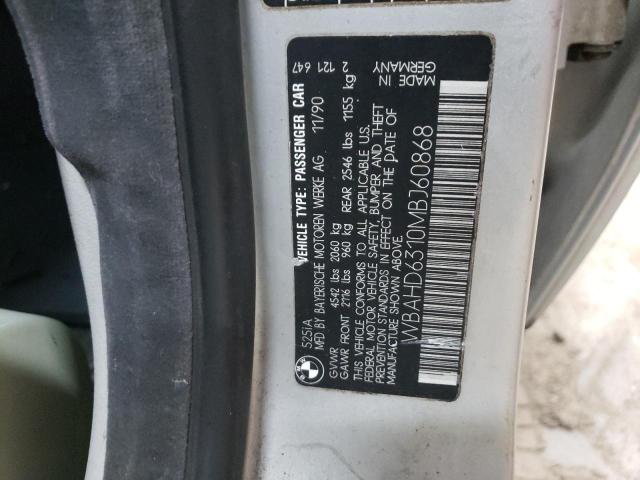 525iA VEHICLE TYPE: PASSENGER CAR 2 121 647
MFD BY BAYERISCHE MOTOREN WERKE AG 11/90
GVWR 4542 lbs 2060 kg
GAWR FRONT 2116 lbs 960 kg REAR 2546 lbs 1155 kg
THIS VEHICLE CONFORMS TO ALL APPLICABLE U.S.
FEDERAL MOTOR VEHICLE SAFETY, BUMPER AND THEFT
PREVENTION STANDARDS IN EFFECT ON THE DATE OF
MANUFACTURE SHOWN ABOVE.
MADE IN
GERMANY
WBAHD6310MBJ60868
BMW